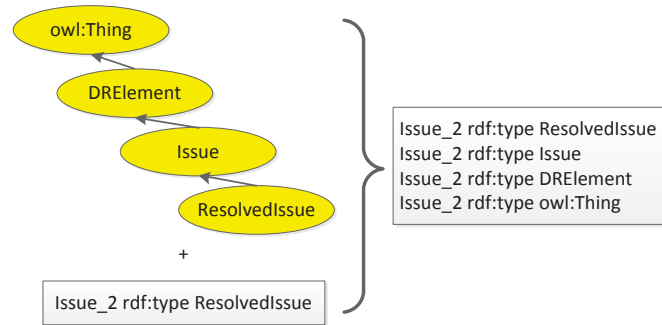 owl:Thing
DRElement
Issue
ResolvedIssue
+
Issue_2 rdf:type ResolvedIssue
Issue_2 rdf:type ResolvedIssue
Issue_2 rdf:type Issue
Issue_2 rdf:type DRElement
Issue_2 rdf:type owl:Thing